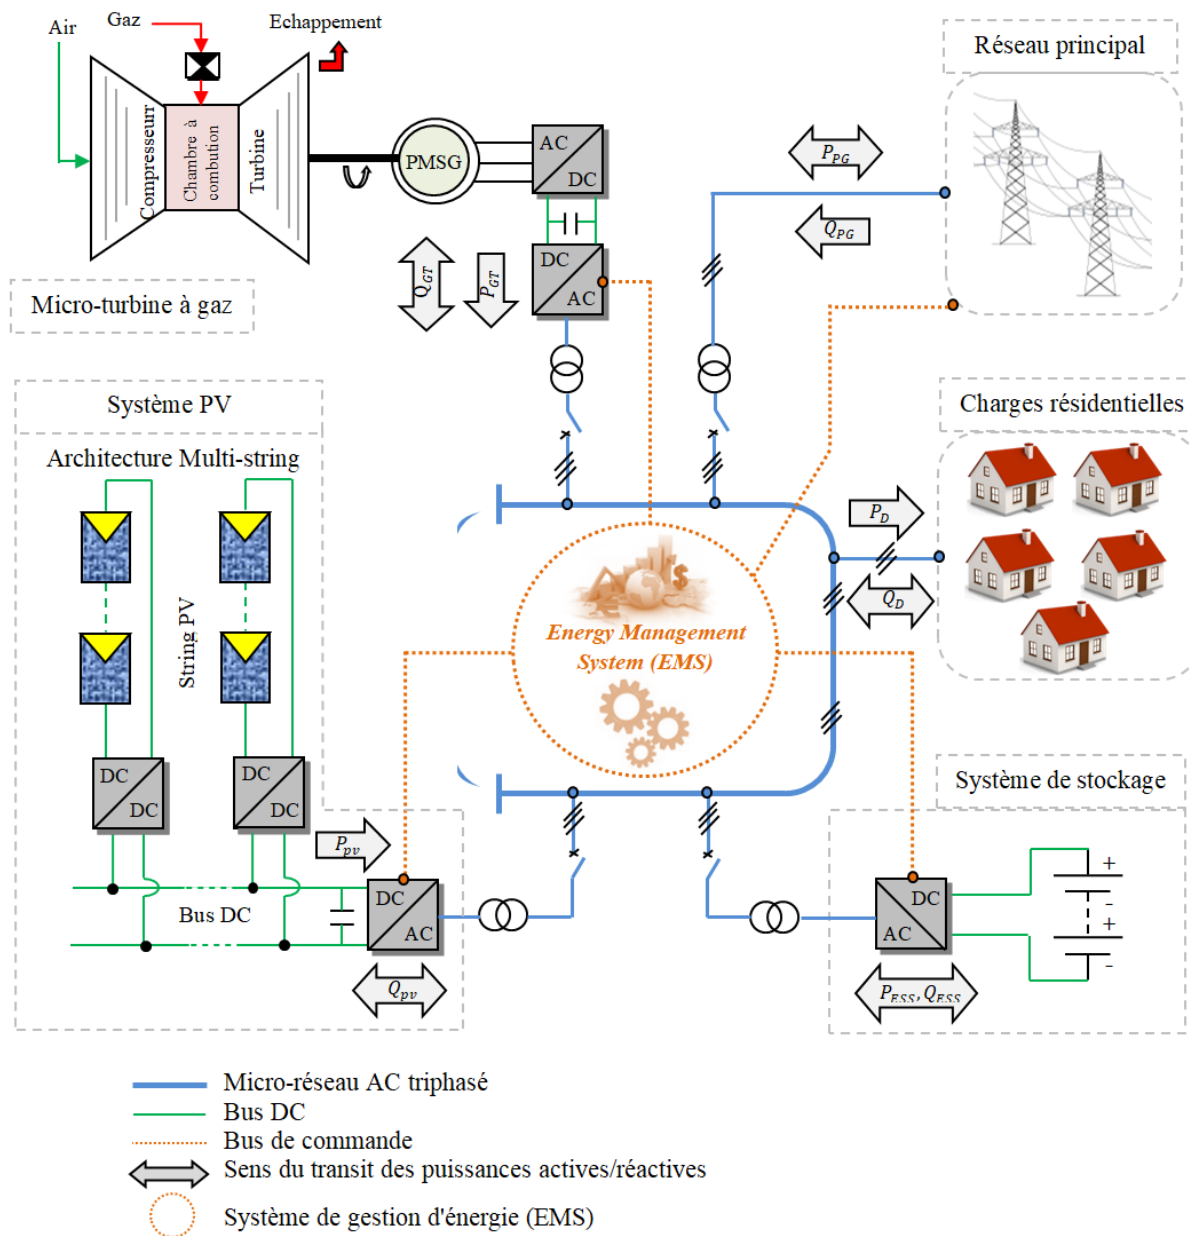 Air
Gaz
Echappement
Compresseurr
Chambre à
combution
Turbine
PMSG
AC
DC
DC
AC
Q_GT
P_GT
Micro-turbine à gaz
Réseau principal
P_PG
Q_PG
Système PV
Architecture Multi-string
String PV
DC
DC
DC
DC
Bus DC
P_pv
DC
AC
Q_pv
Charges résidentielles
P_D
Q_D
Energy Management
System (EMS)
Système de stockage
DC
AC
+
-
+
-
P_ESS, Q_ESS
Micro-réseau AC triphasé
Bus DC
Bus de commande
Sens du transit des puissances actives/réactives
Système de gestion d'énergie (EMS)